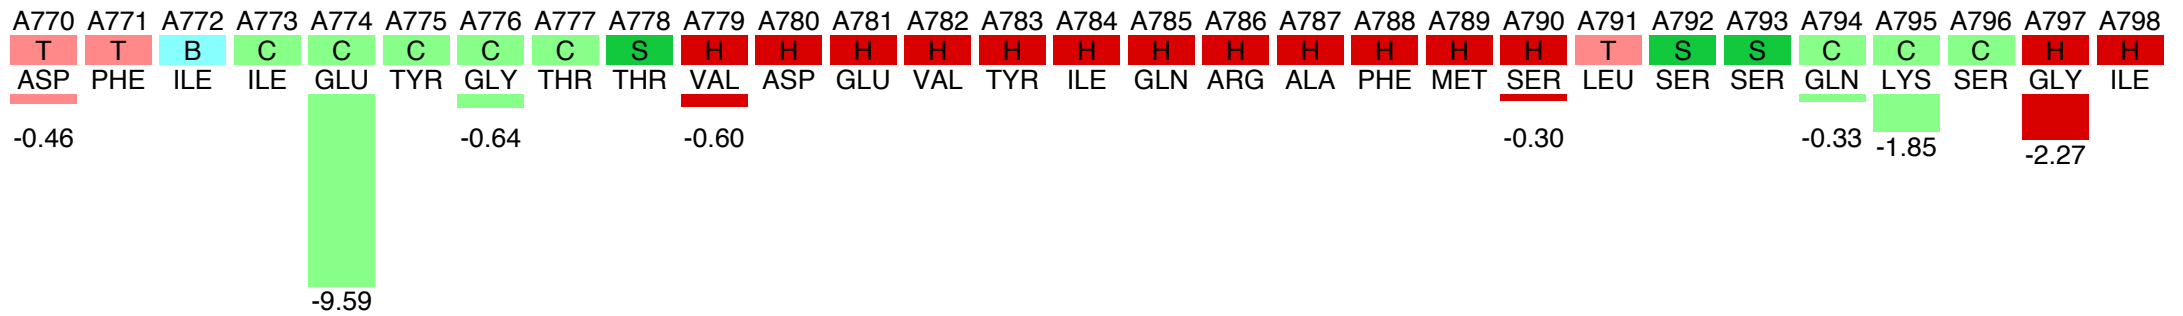 A770 A771 A772 A773 A774 A775 A776 A777 A778 A779 A780 A781 A782 A783 A784 A785 A786 A787 A788 A789 A790 A791 A792 A793 A794 A795 A796 A797 A798
T T B C C C C C S H H H H H H H H H H H H T S S C C C H H
ASP PHE ILE ILE GLU TYR GLY THR THR VAL ASP GLU VAL TYR ILE GLN ARG ALA PHE MET SER LEU SER SER GLN LYS SER GLY ILE
-0.46 -0.64 -0.60 -0.30 -0.33 -1.85 -2.27
-9.59